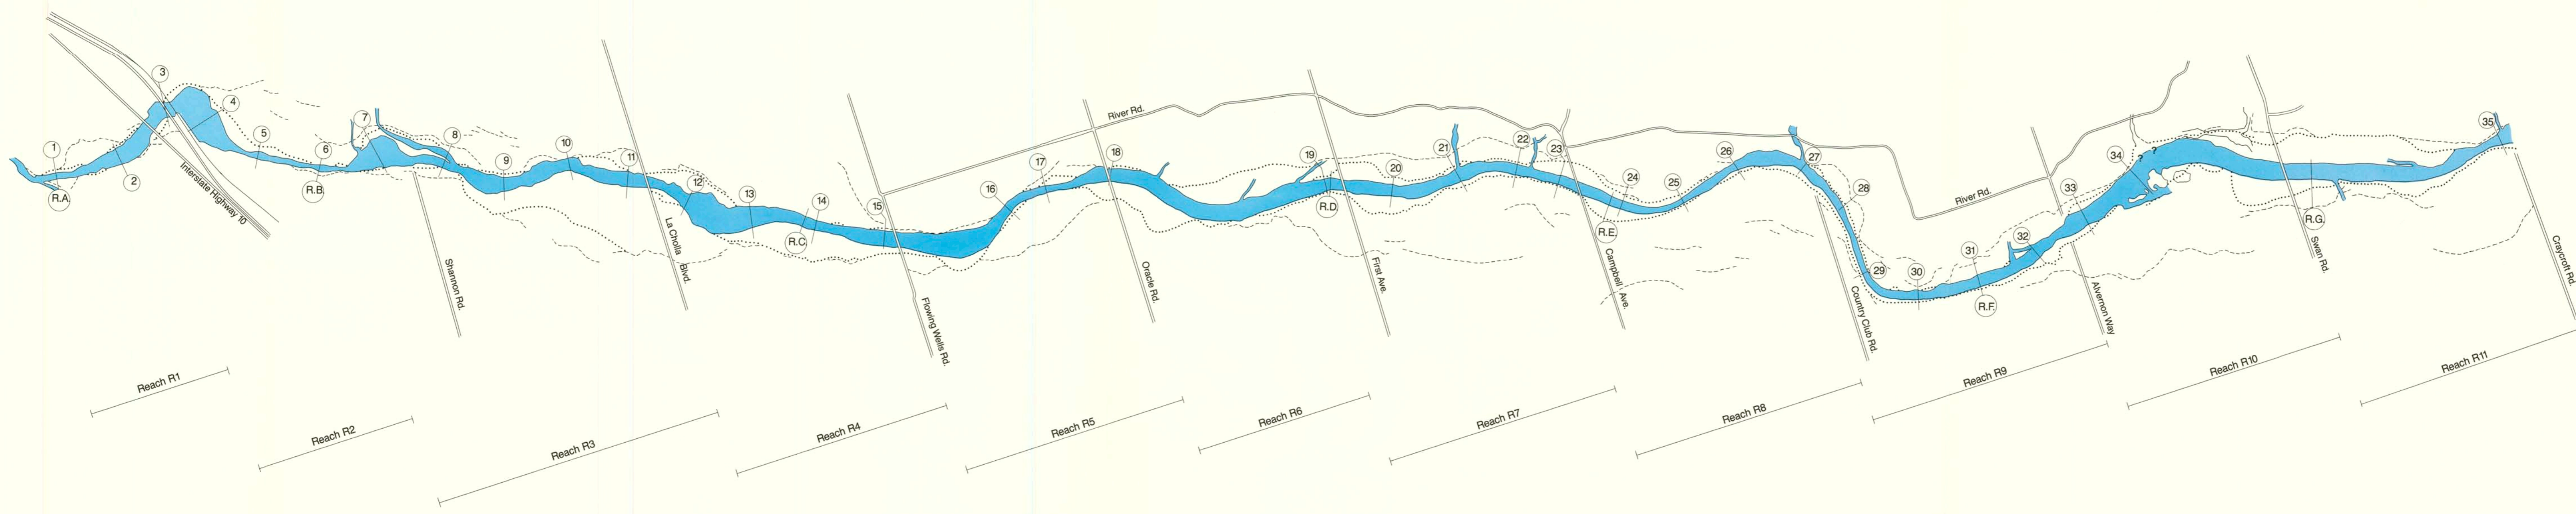 1
R.A.
2
3
Interstate Highway 10
4
5
6
R.B.
7
8
Shannon Rd.
9
10
11
La Cholla Blvd.
12
13
R.C.
14
15
Flowing Wells Rd.
16
17
River Rd.
18
Oracle Rd.
19
R.D.
First Ave.
20
21
22
23
R.E.
Campbell Ave.
24
25
26
27
Country Club Rd.
28
29
30
River Rd.
31
R.F.
32
33
Alvernon Way
34
?
?
R.G.
Swan Rd.
35
Craycroft Rd.
Reach R1
Reach R2
Reach R3
Reach R4
Reach R5
Reach R6
Reach R7
Reach R8
Reach R9
Reach R10
Reach R11